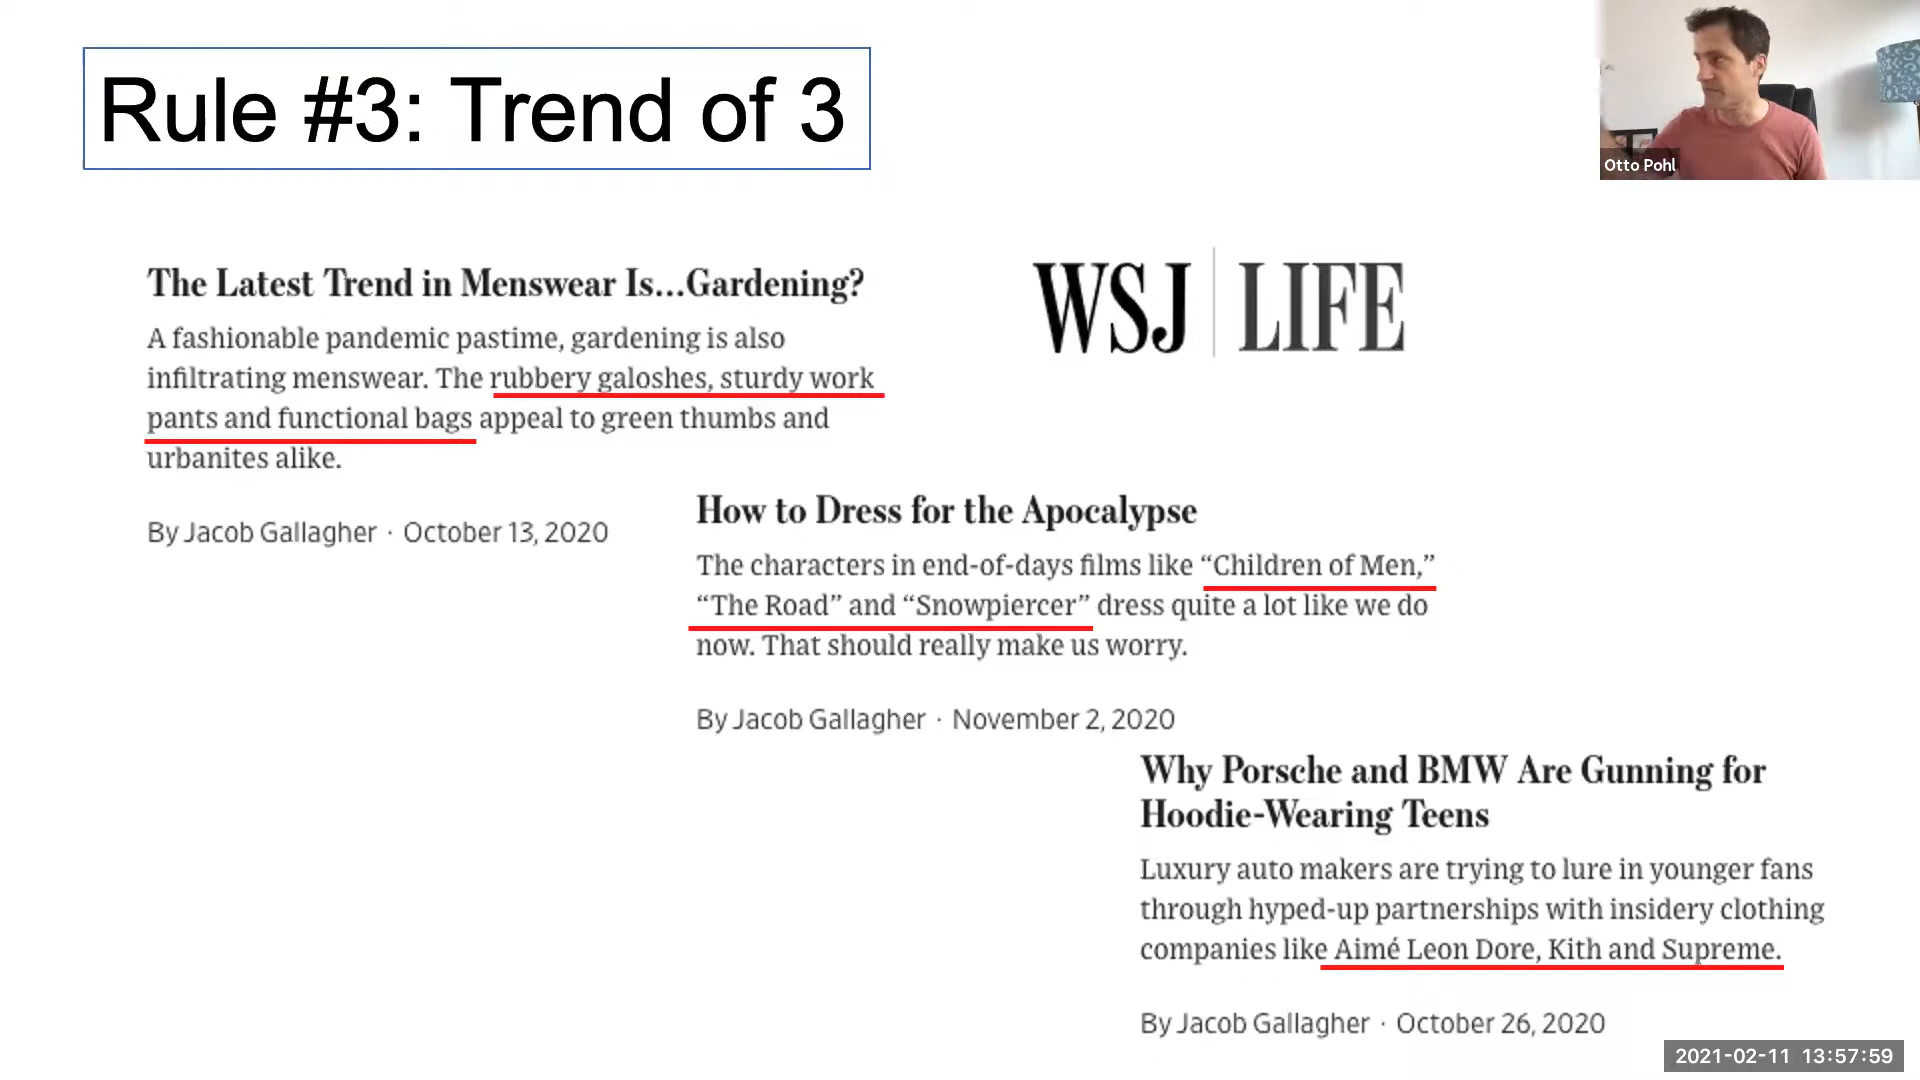 Rule #3: Trend of 3
Otto Pohl
The Latest Trend in Menswear Is...Gardening?
A fashionable pandemic pastime, gardening is also
infiltrating menswear. The rubbery galoshes, sturdy work
pants and functional bags appeal to green thumbs and
urbanites alike.
By Jacob Gallagher · October 13, 2020
WSJ | LIFE
How to Dress for the Apocalypse
The characters in end-of-days films like “Children of Men,”
“The Road” and “Snowpiercer” dress quite a lot like we do
now. That should really make us worry.
By Jacob Gallagher · November 2, 2020
Why Porsche and BMW Are Gunning for
Hoodie-Wearing Teens
Luxury auto makers are trying to lure in younger fans
through hyped-up partnerships with insidery clothing
companies like Aimé Leon Dore, Kith and Supreme.
By Jacob Gallagher · October 26, 2020
2021-02-11 13:57:59